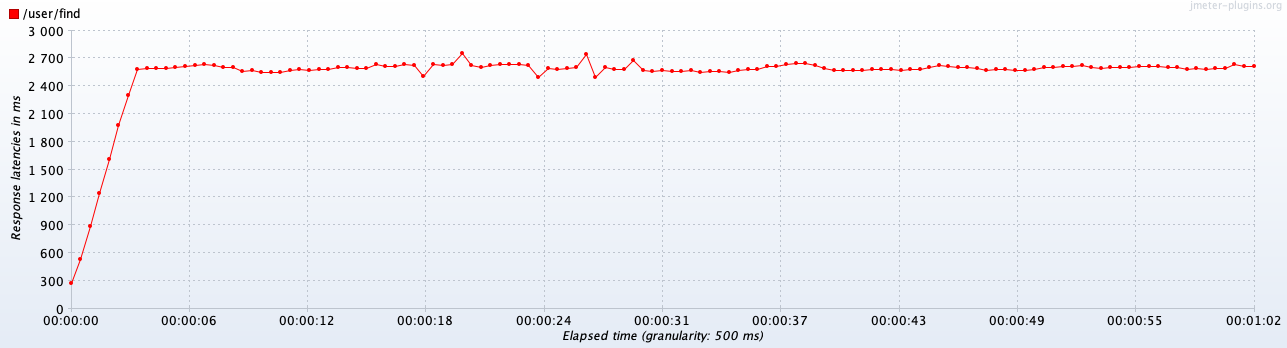 /user/find
jmeter-plugins.org
3 000
2 700
2 400
2 100
1 800
1 500
1 200
900
600
300
0
Response latencies in ms
00:00:00 00:00:06 00:00:12 00:00:18 00:00:24 00:00:31 00:00:37 00:00:43 00:00:49 00:00:55 00:01:02
Elapsed time (granularity: 500 ms)